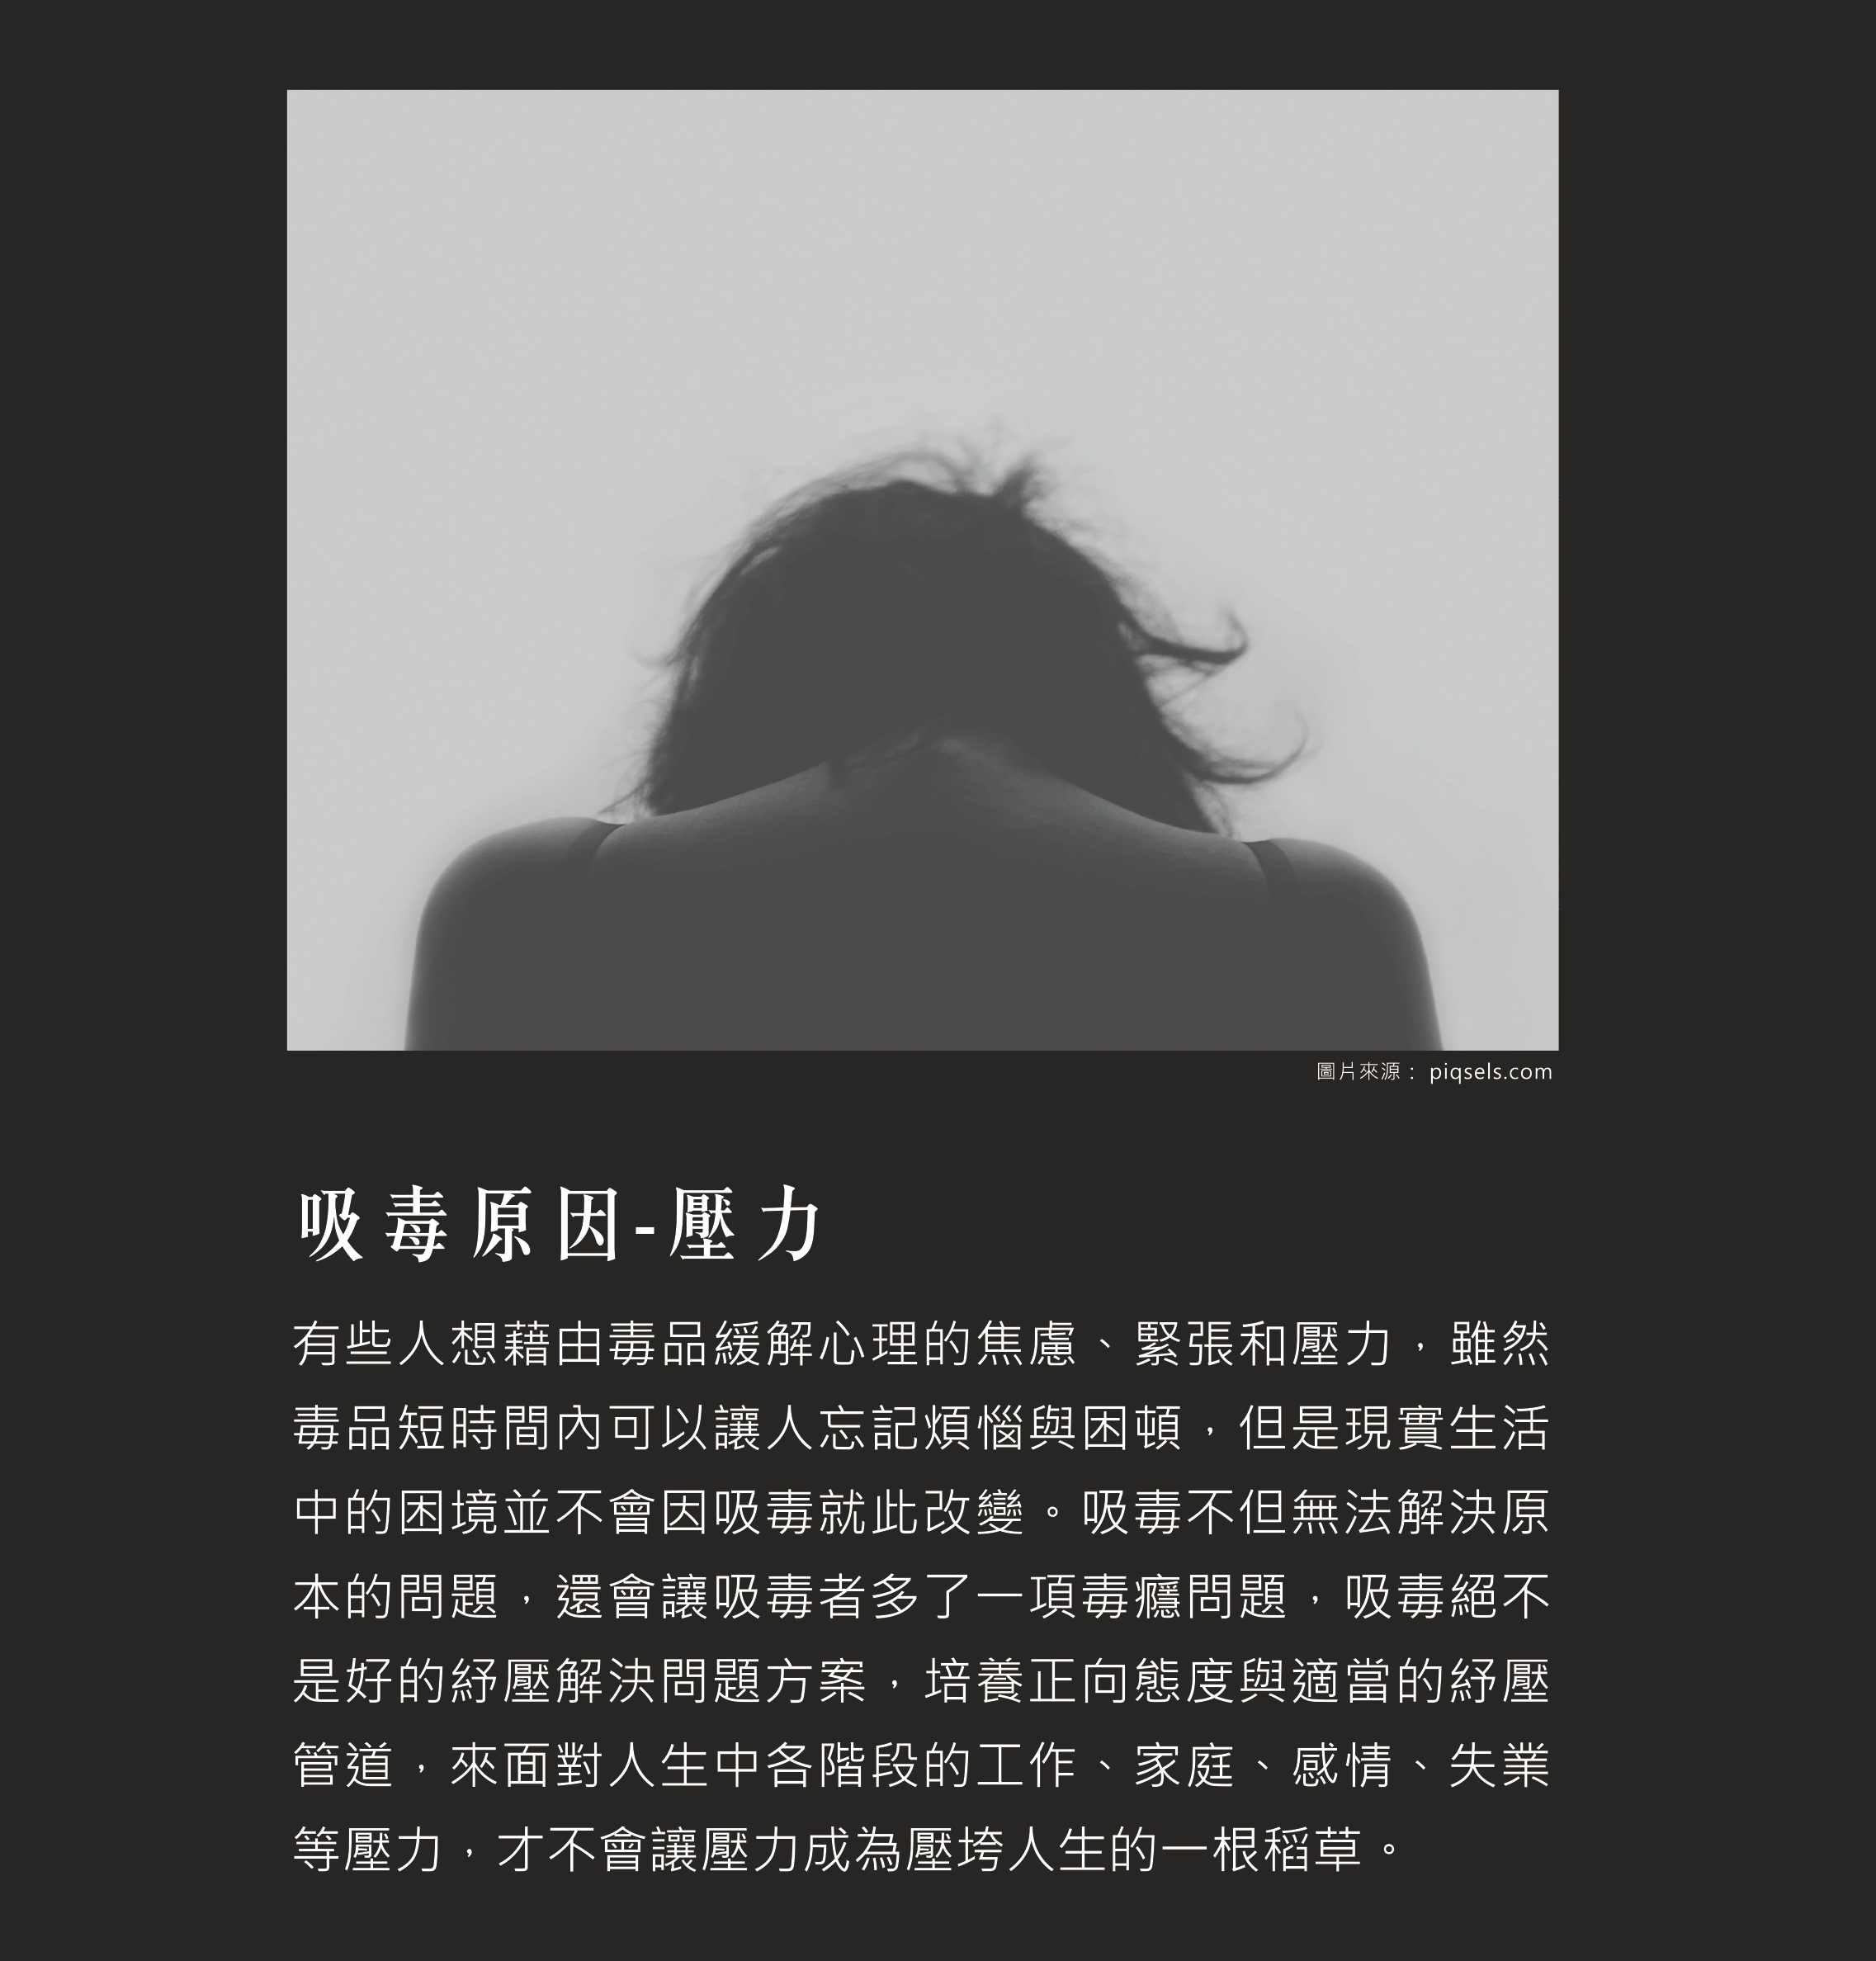 圖片來源：piqsels.com
吸毒原因-壓力
有些人想藉由毒品緩解心理的焦慮、緊張和壓力，雖然
毒品短時間內可以讓人忘記煩惱與困頓，但是現實生活
中的困境並不會因吸毒就此改變。吸毒不但無法解決原
本的問題，還會讓吸毒者多了一項毒癮問題，吸毒絕不
是好的紓壓解決問題方案，培養正向態度與適當的紓壓
管道，來面對人生中各階段的工作、家庭、感情、失業
等壓力，才不會讓壓力成為壓垮人生的一根稻草。